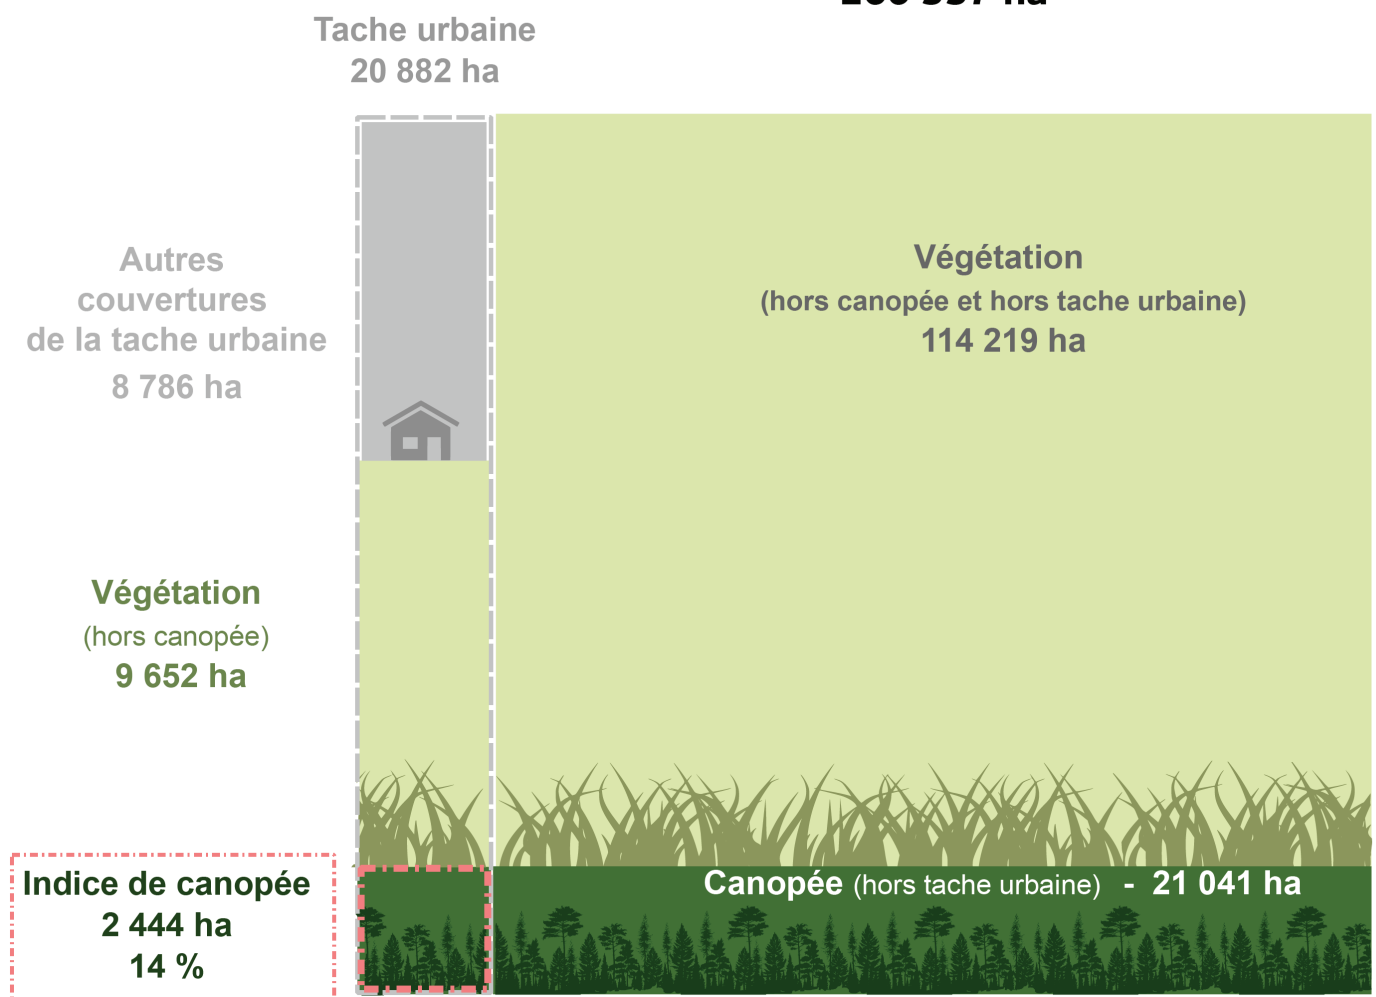 Tache urbaine
20 882 ha
Autres
couvertures
de la tache urbaine
8 786 ha
Végétation
(hors canopée et hors tache urbaine)
114 219 ha
Végétation
(hors canopée)
9 652 ha
Indice de canopée
2 444 ha
14 %
Canopée (hors tache urbaine) - 21 041 ha